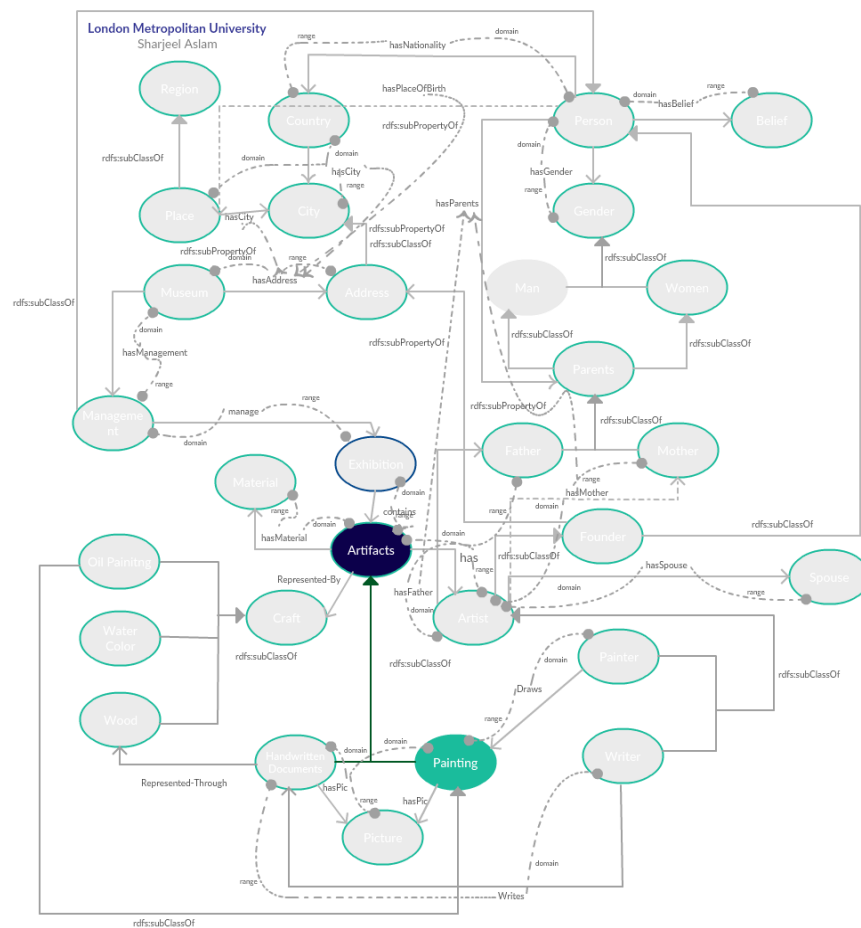 London Metropolitan University
Sharjeel Aslam
range
hasNationality
domain
Region
hasPlaceOfBirth
domain
range
hasBelief
Country
Person
Belief
rdfs:subPropertyOf
domain
rdfs:subClassOf
domain
hasCity
range
hasGender
range
hasParents
Place
City
Gender
hasCity
rdfs:subPropertyOf
rdfs:subClassOf
rdfs:subPropertyOf
domain
range
hasAddress
rdfs:subClassOf
Museum
Address
Man
Women
rdfs:subClassOf
domain
hasManagement
range
rdfs:subPropertyOf
rdfs:subClassOf
rdfs:subClassOf
Parents
rdfs:subPropertyOf
rdfs:subClassOf
Manageme
nt
manage
range
domain
Father
Mother
Exhibition
Material
domain
range
hasMaterial
domain
contains
range
range
hasMother
domain
domain
Artifacts
has
range
rdfs:subClassOf
Founder
rdfs:subClassOf
Oil Painitng
Represented-By
hasFather
domain
hasSpouse
domain
range
Spouse
Craft
Artist
Water
Color
rdfs:subClassOf
rdfs:subClassOf
Painter
domain
rdfs:subClassOf
Draws
range
Wood
Handwritten
Documents
domain
domain
Painting
Writer
Represented-Through
hasPic
range
hasPic
Picture
domain
range
Writes
rdfs:subClassOf